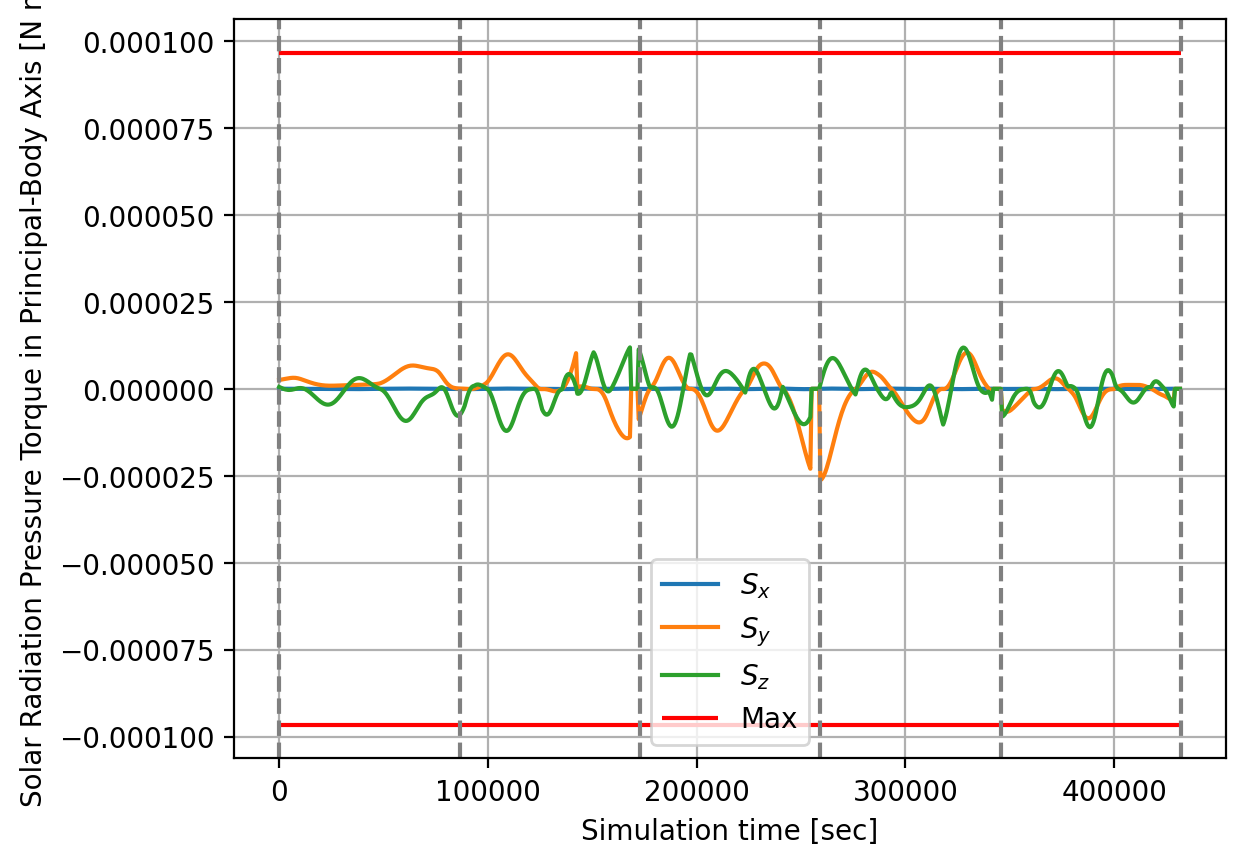 Solar Radiation Pressure Torque in Principal-Body Axis [N
0.000100
0.000075
0.000050
0.000025
0.000000
−0.000025
−0.000050
−0.000075
−0.000100
S_x
S_y
S_z
Max
0 100000 200000 300000 400000
Simulation time [sec]